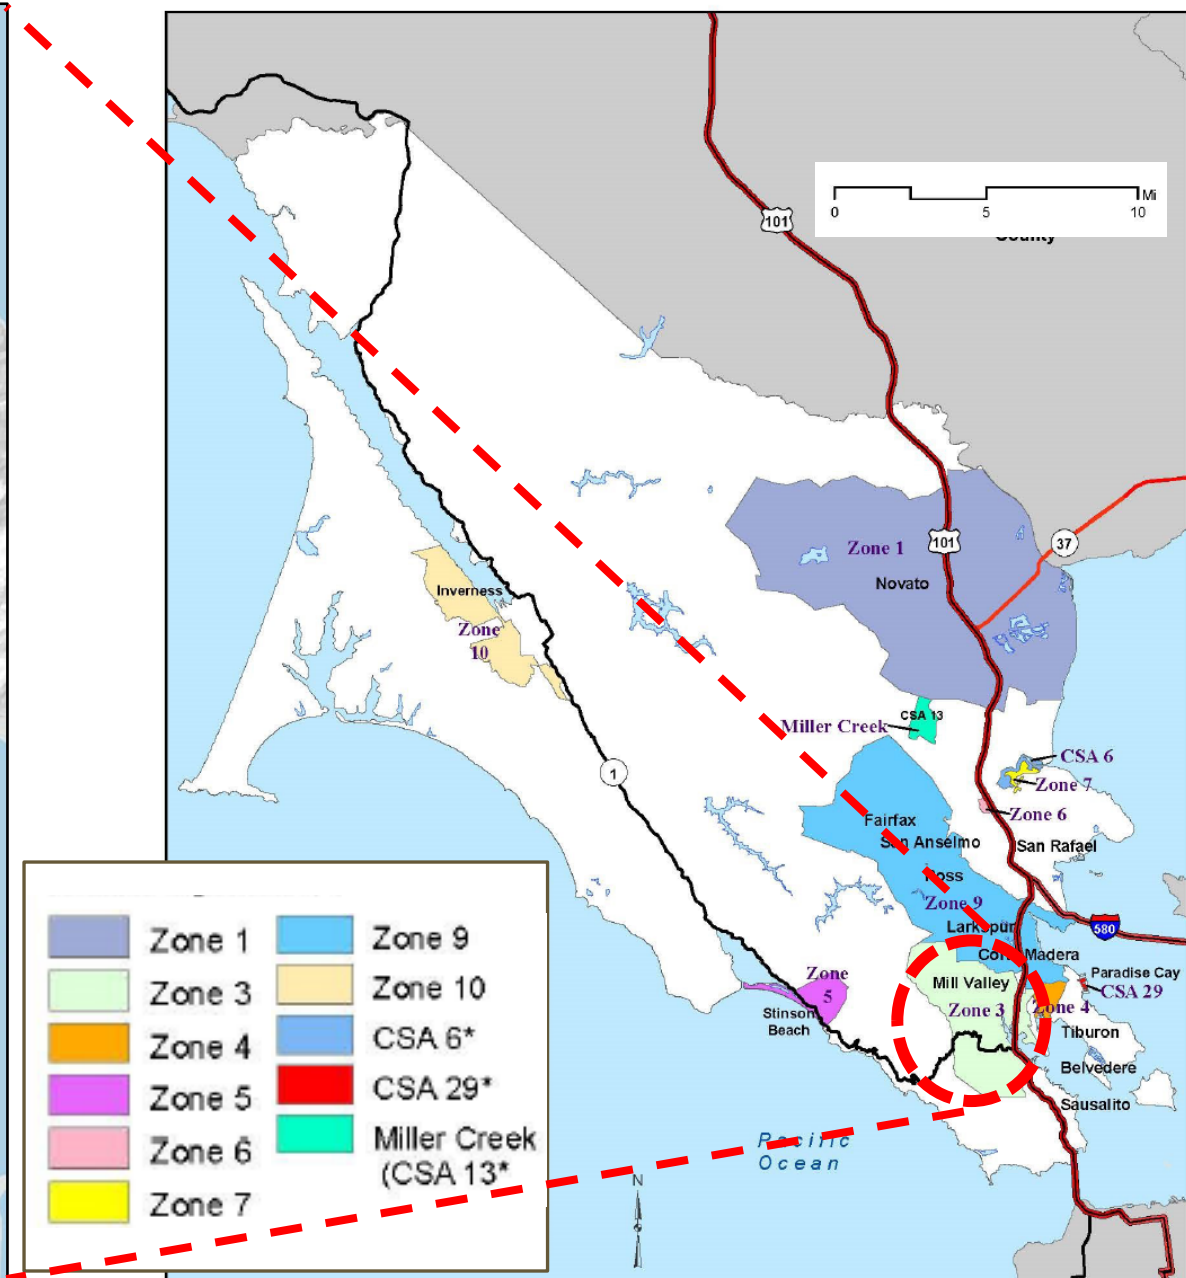 101
0 5 10 Mi
County
101
37
Zone 1
Novato
Inverness
Zone
10
CSA 13
Miller Creek
CSA 6
Zone 7
Zone 6
1
Fairfax
San Anselmo
San Rafael
Ross
Zone 9
Larkspur
580
Corte Madera
Paradise Cay
CSA 29
Mill Valley
Zone 3
Zone 4
Zone
5
Stinson
Beach
Tiburon
Belvedere
Sausalito
Pacific
Ocean
N
Zone 1
Zone 3
Zone 4
Zone 5
Zone 6
Zone 7
Zone 9
Zone 10
CSA 6*
CSA 29*
Miller Creek
(CSA 13*